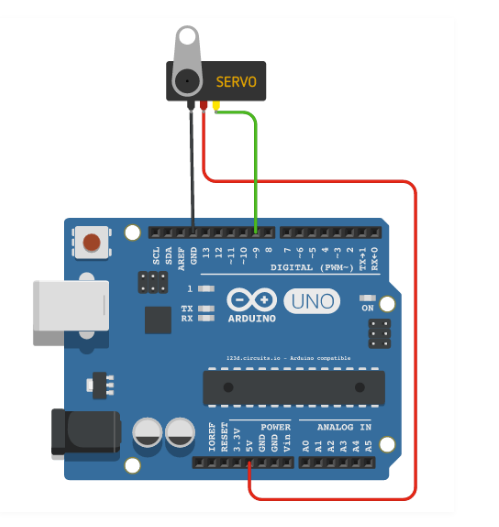 SERVO
SCL
SDA
AREF
GND
13
12
~11
~10
~9
8
7
~6
~5
4
~3
2
TX→1
RX←0
DIGITAL (PWM~)
1
TX
RX
ARDUINO
UNO
ON
123d.circuits.io - Arduino compatible
POWER
ANALOG IN
IOREF
RESET
3.3V
5V
GND
GND
Vin
A0
A1
A2
A3
A4
A5